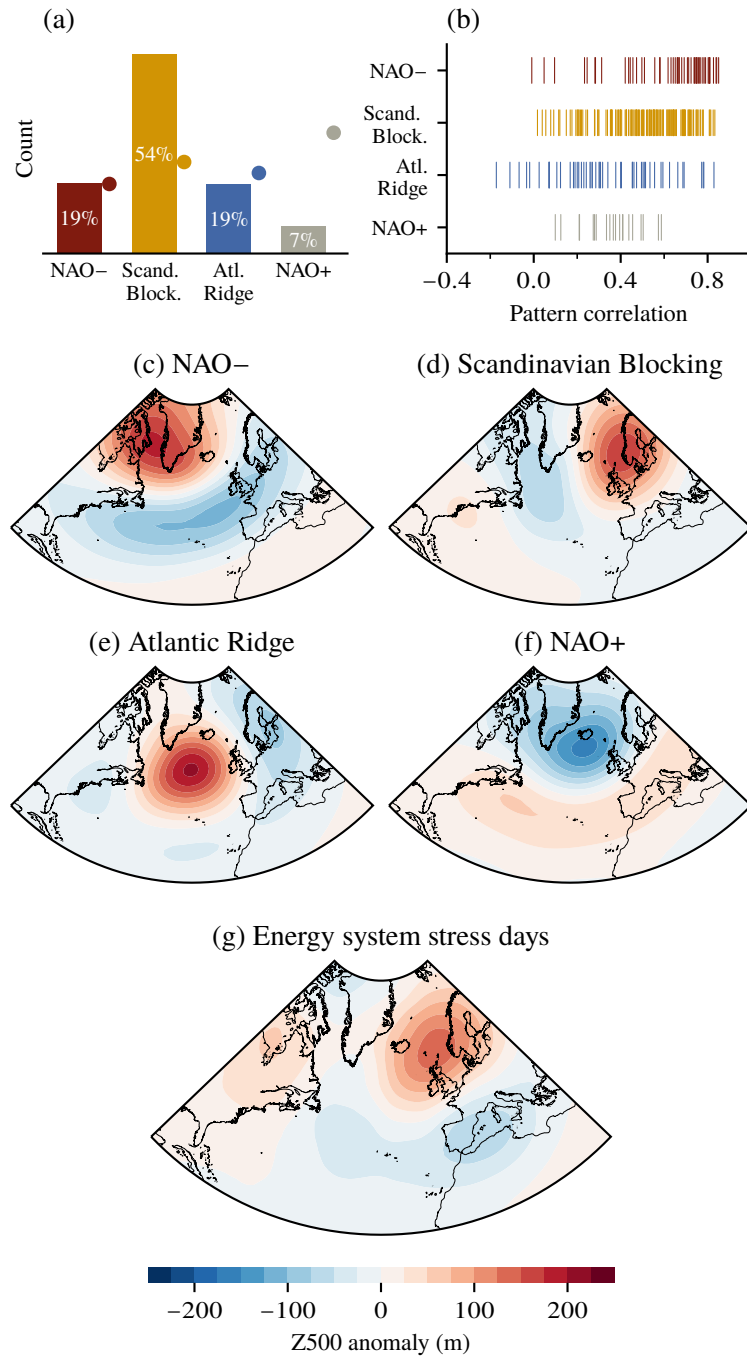 (a)
Count
19%
54%
19%
7%
NAO−
Scand.
Block.
Atl.
Ridge
NAO+
(b)
NAO−
Scand.
Block.
Atl.
Ridge
NAO+
−0.4
0.0
0.4
0.8
Pattern correlation
(c) NAO−
(d) Scandinavian Blocking
(e) Atlantic Ridge
(f) NAO+
(g) Energy system stress days
−200
−100
0
100
200
Z500 anomaly (m)